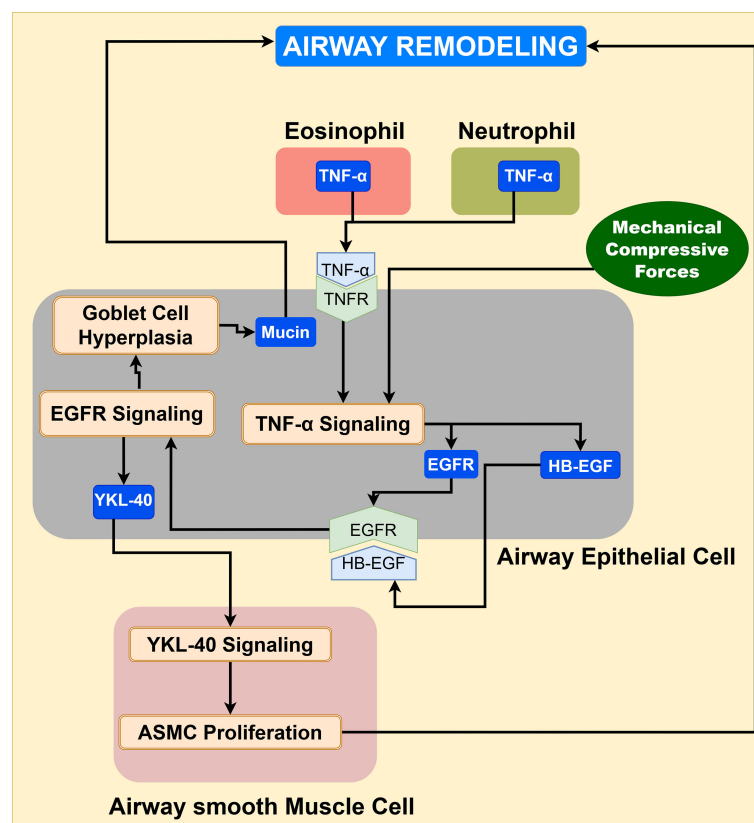 AIRWAY REMODELING
Eosinophil
Neutrophil
TNF-α
TNF-α
Mechanical
Compressive
Forces
TNF-α
TNFR
Goblet Cell
Hyperplasia
Mucin
EGFR Signaling
TNF-α Signaling
EGFR
HB-EGF
YKL-40
EGFR
HB-EGF
Airway Epithelial Cell
YKL-40 Signaling
ASMC Proliferation
Airway smooth Muscle Cell